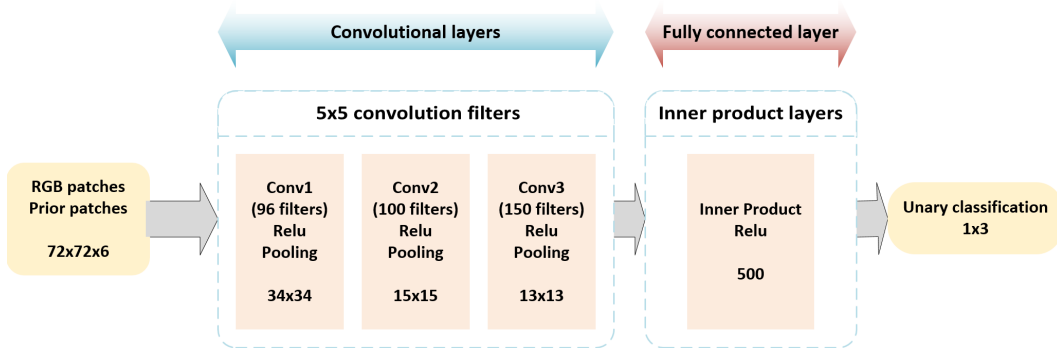 Convolutional layers
Fully connected layer
5x5 convolution filters
Inner product layers
RGB patches
Prior patches
72x72x6
Conv1
(96 filters)
Relu
Pooling
34x34
Conv2
(100 filters)
Relu
Pooling
15x15
Conv3
(150 filters)
Relu
Pooling
13x13
Inner Product
Relu
500
Unary classification
1x3